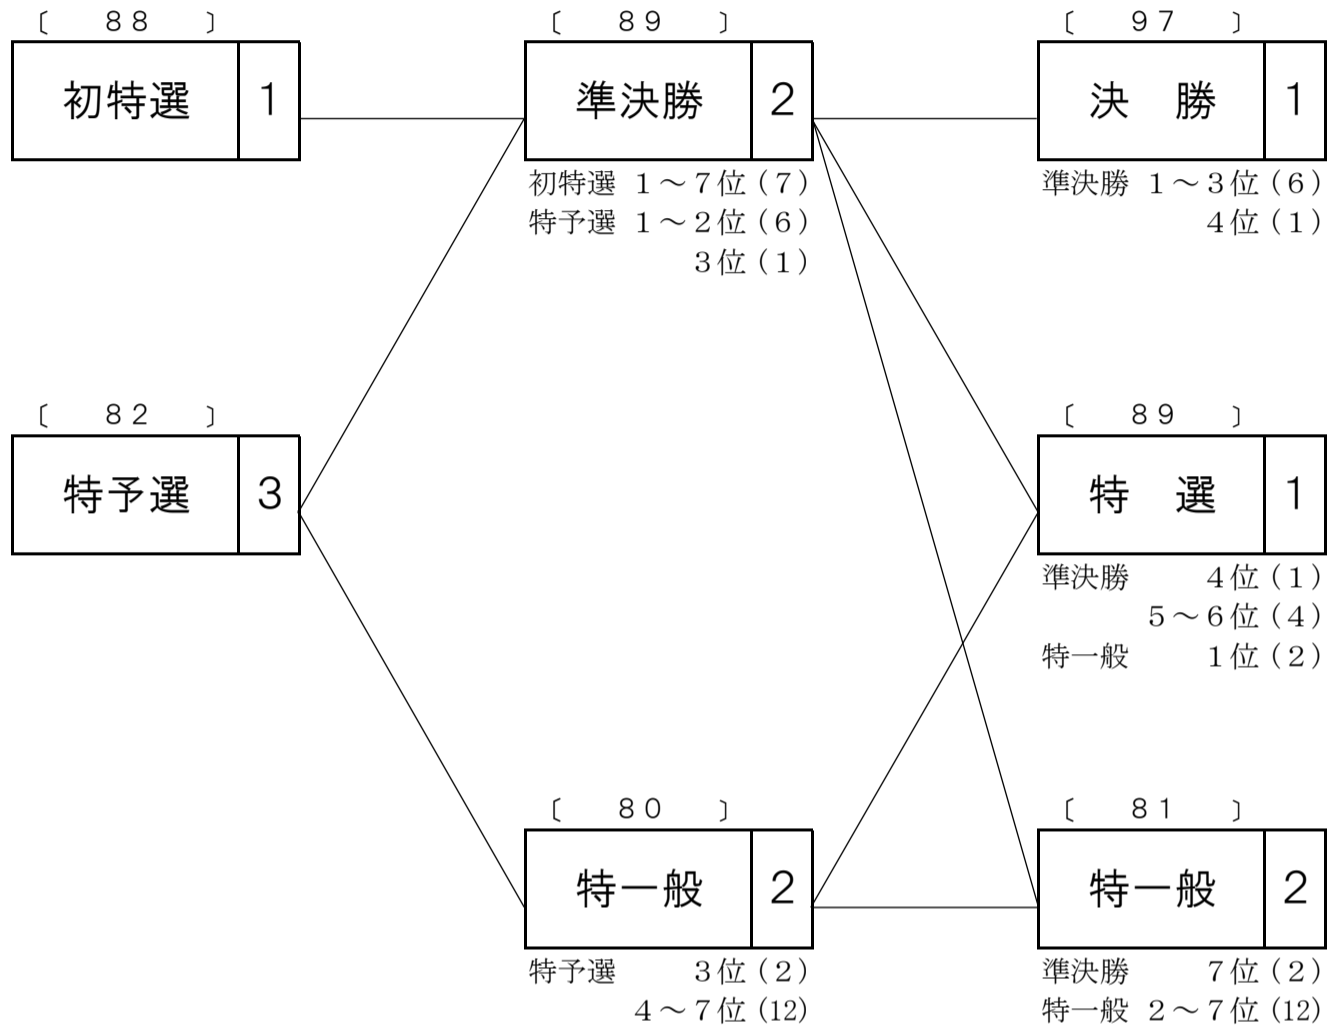 〔 88 〕
初特選 1
〔 89 〕
準決勝 2
初特選 1～7位(7)
特予選 1～2位(6)
3位(1)
〔 97 〕
決 勝 1
準決勝 1～3位(6)
4位(1)
〔 82 〕
特予選 3
〔 89 〕
特 選 1
準決勝 4位(1)
5～6位(4)
特一般 1位(2)
〔 80 〕
特一般 2
特予選 3位(2)
4～7位(12)
〔 81 〕
特一般 2
準決勝 7位(2)
特一般 2～7位(12)